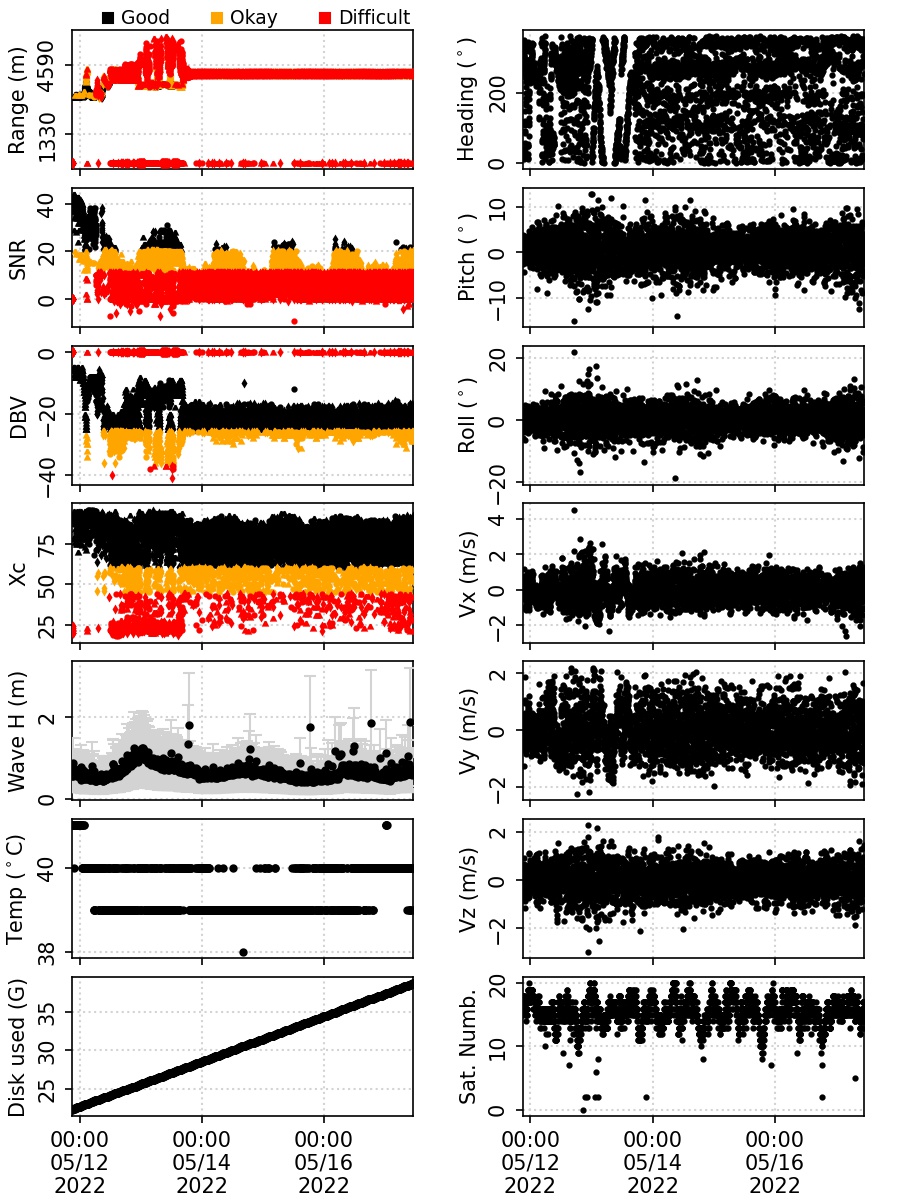 Good Okay Difficult
Range (m)
4590
1330
Heading (°)
200
0
SNR
40
20
0
Pitch (°)
10
0
−10
DBV
0
−20
−40
Roll (°)
20
0
−20
Xc
75
50
25
Vx (m/s)
4
2
0
−2
Wave H (m)
2
0
Vy (m/s)
2
0
−2
Temp (°C)
40
38
Vz (m/s)
2
0
−2
Disk used (G)
35
30
25
Sat. Numb.
20
10
0
00:00 00:00 00:00 00:00 00:00 00:00
05/12 05/14 05/16 05/12 05/14 05/16
2022 2022 2022 2022 2022 2022